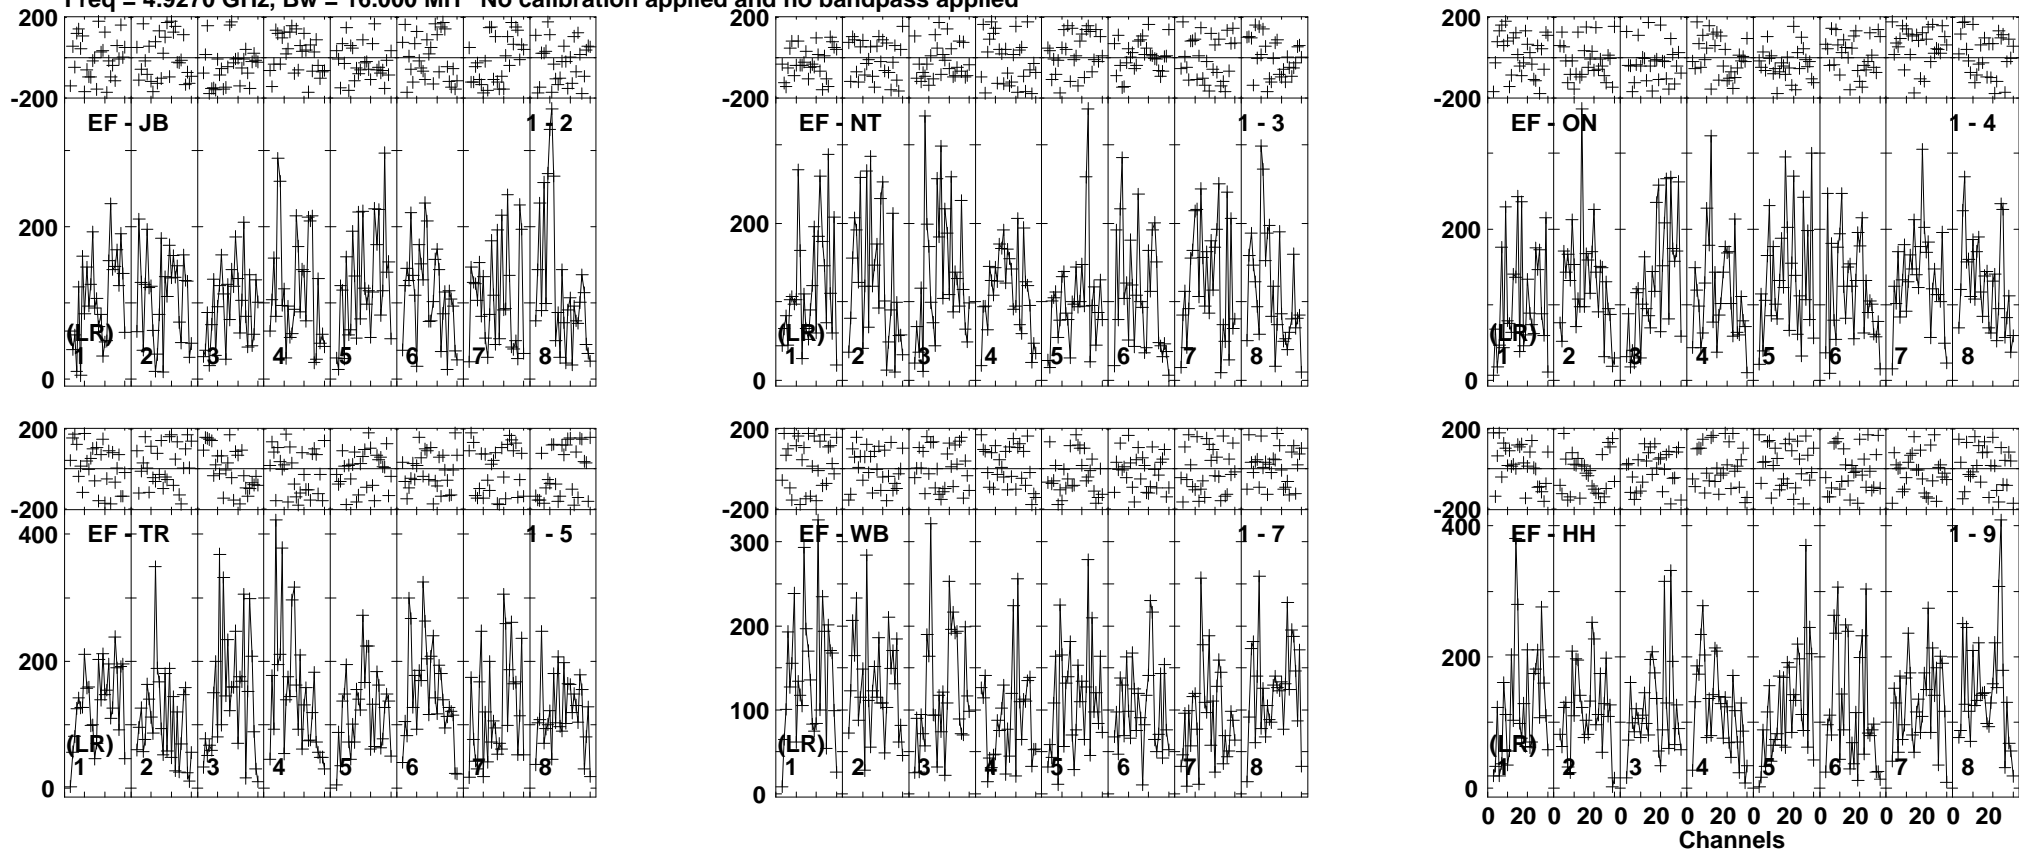 Freq = 4.9270 GHz, Bw = 16.000 MH No calibration applied and no bandpass applied
200
-200
EF - JB
1 - 2
200
0
(LR)
1 2 3 4 5 6 7 8
200
-200
EF - NT
1 - 3
200
0
(LR)
1 2 3 4 5 6 7 8
200
-200
EF - ON
1 - 4
200
0
(LR)
1 2 3 4 5 6 7 8
200
-200
400
EF - TR
1 - 5
200
0
(LR)
1 2 3 4 5 6 7 8
200
-200
300
EF - WB
1 - 7
200
100
0
(LR)
1 2 3 4 5 6 7 8
200
-200
400
EF - HH
1 - 9
200
0
(LR)
1 2 3 4 5 6 7 8
0 20 0 20 0 20 0 20 0 20 0 20 0 20 0 20
Channels